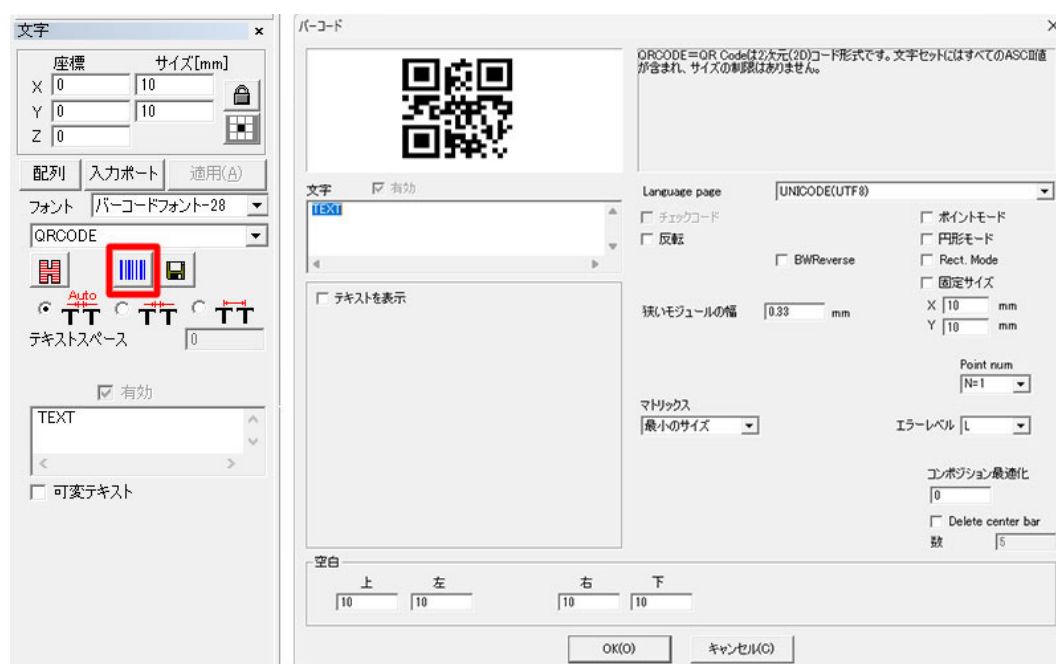 文字 ×
座標 サイズ[mm]
X 0 10
Y 0 10
Z 0
配列 入力ポート 適用(A)
フォント バーコードフォント-28
QRCODE
Auto
TT TT TT
テキストスペース 0
有効
TEXT
可変テキスト
バーコード
QRCODE=QR Codeは2次元(2D)コード形式です。文字セットにはすべてのASCII値
が含まれ、サイズの制限はありません。
文字 有効
TEXT
テキストを表示
Language page UNICODE(UTF8)
チェックコード ポイントモード
反転 円形モード
BWReverse Rect. Mode
固定サイズ
狭いモジュールの幅 0.33 mm X 10 mm
Y 10 mm
Point num
N=1
マトリックス
最小のサイズ エラーレベル L
コンポジション最適化
0
Delete center bar
数 5
空白
上 左 右 下
10 10 10 10
OK(O) キャンセル(C)